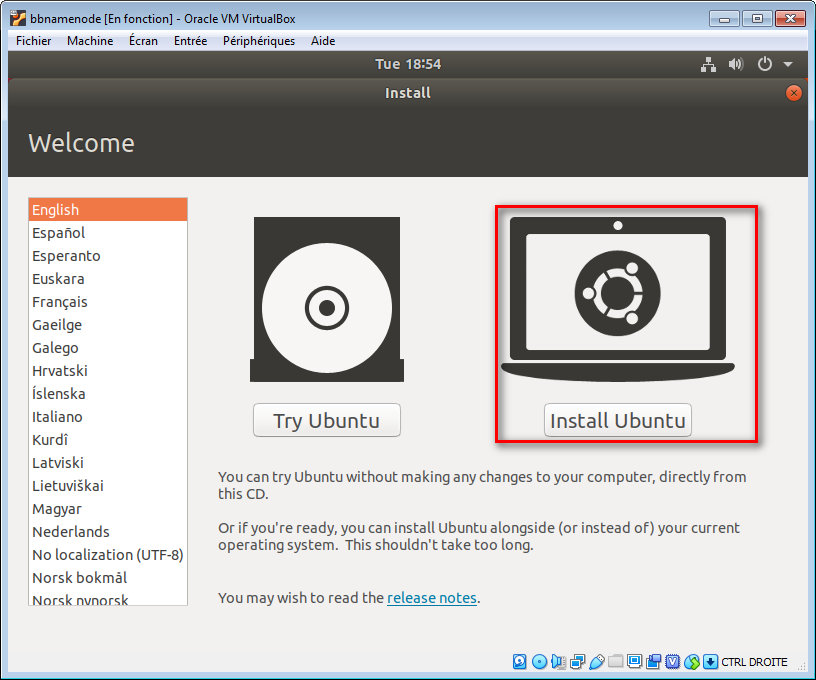 bbnamenode [En fonction] - Oracle VM VirtualBox
Fichier Machine Écran Entrée Périphériques Aide
Tue 18:54
Install
Welcome
English
Español
Esperanto
Euskara
Français
Gaeilge
Galego
Hrvatski
Íslenska
Italiano
Kurdî
Latviski
Lietuviškai
Magyar
Nederlands
No localization (UTF-8)
Norsk bokmål
Norsk nynorsk
Try Ubuntu
Install Ubuntu
You can try Ubuntu without making any changes to your computer, directly from
this CD.
Or if you're ready, you can install Ubuntu alongside (or instead of) your current
operating system. This shouldn't take too long.
You may wish to read the release notes.
CTRL DROITE